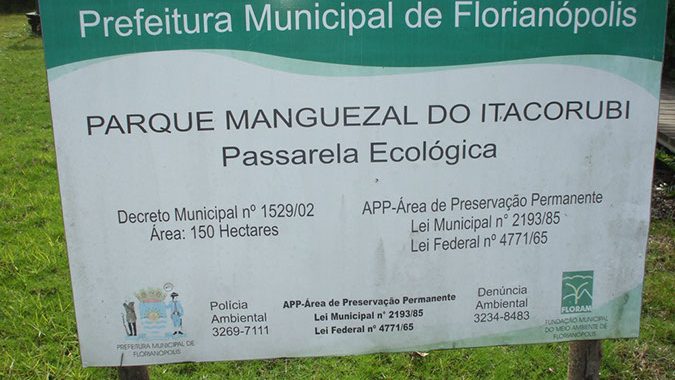 Prefeitura Municipal de Florianópolis
PARQUE MANGUEZAL DO ITACORUBI
Passarela Ecológica
Decreto Municipal nº 1529/02
Área: 150 Hectares
APP-Área de Preservação Permanente
Lei Municipal nº 2193/85
Lei Federal nº 4771/65
PREFEITURA MUNICIPAL DE
FLORIANÓPOLIS
Polícia
Ambiental
3269-7111
APP-Área de Preservação Permanente
Lei Municipal nº 2193/85
Lei Federal nº 4771/65
Denúncia
Ambiental
3234-8483
FLORAM
FUNDAÇÃO MUNICIPAL
DO MEIO AMBIENTE DE
FLORIANÓPOLIS